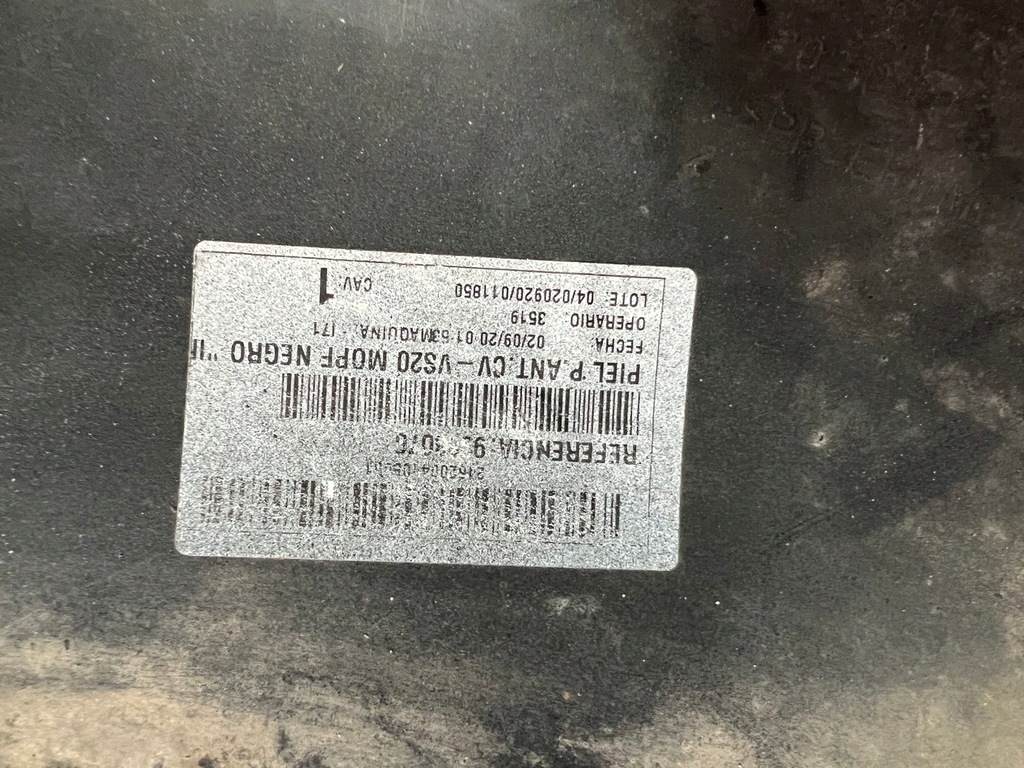 REFERENCIA:
PIEL P.ANT.CV-VS20 MOPF NEGRO "I
FECHA: 02/09/20 01 MAQUINA: I71
OPERARIO 3519
LOTE: 04/020920/011850 CAV: 1